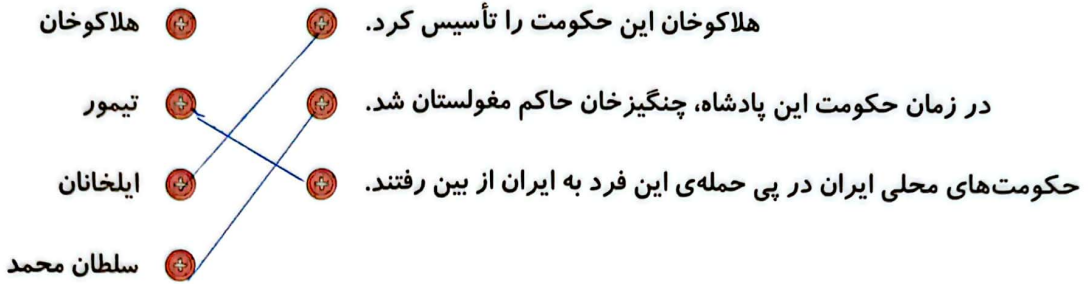 هلاکوخان این حکومت را تأسیس کرد.
هلاکوخان
در زمان حکومت این پادشاه، چنگیزخان حاکم مغولستان شد.
تیمور
حکومت‌های محلی ایران در پی حمله‌ی این فرد به ایران از بین رفتند.
ایلخانان
سلطان محمد